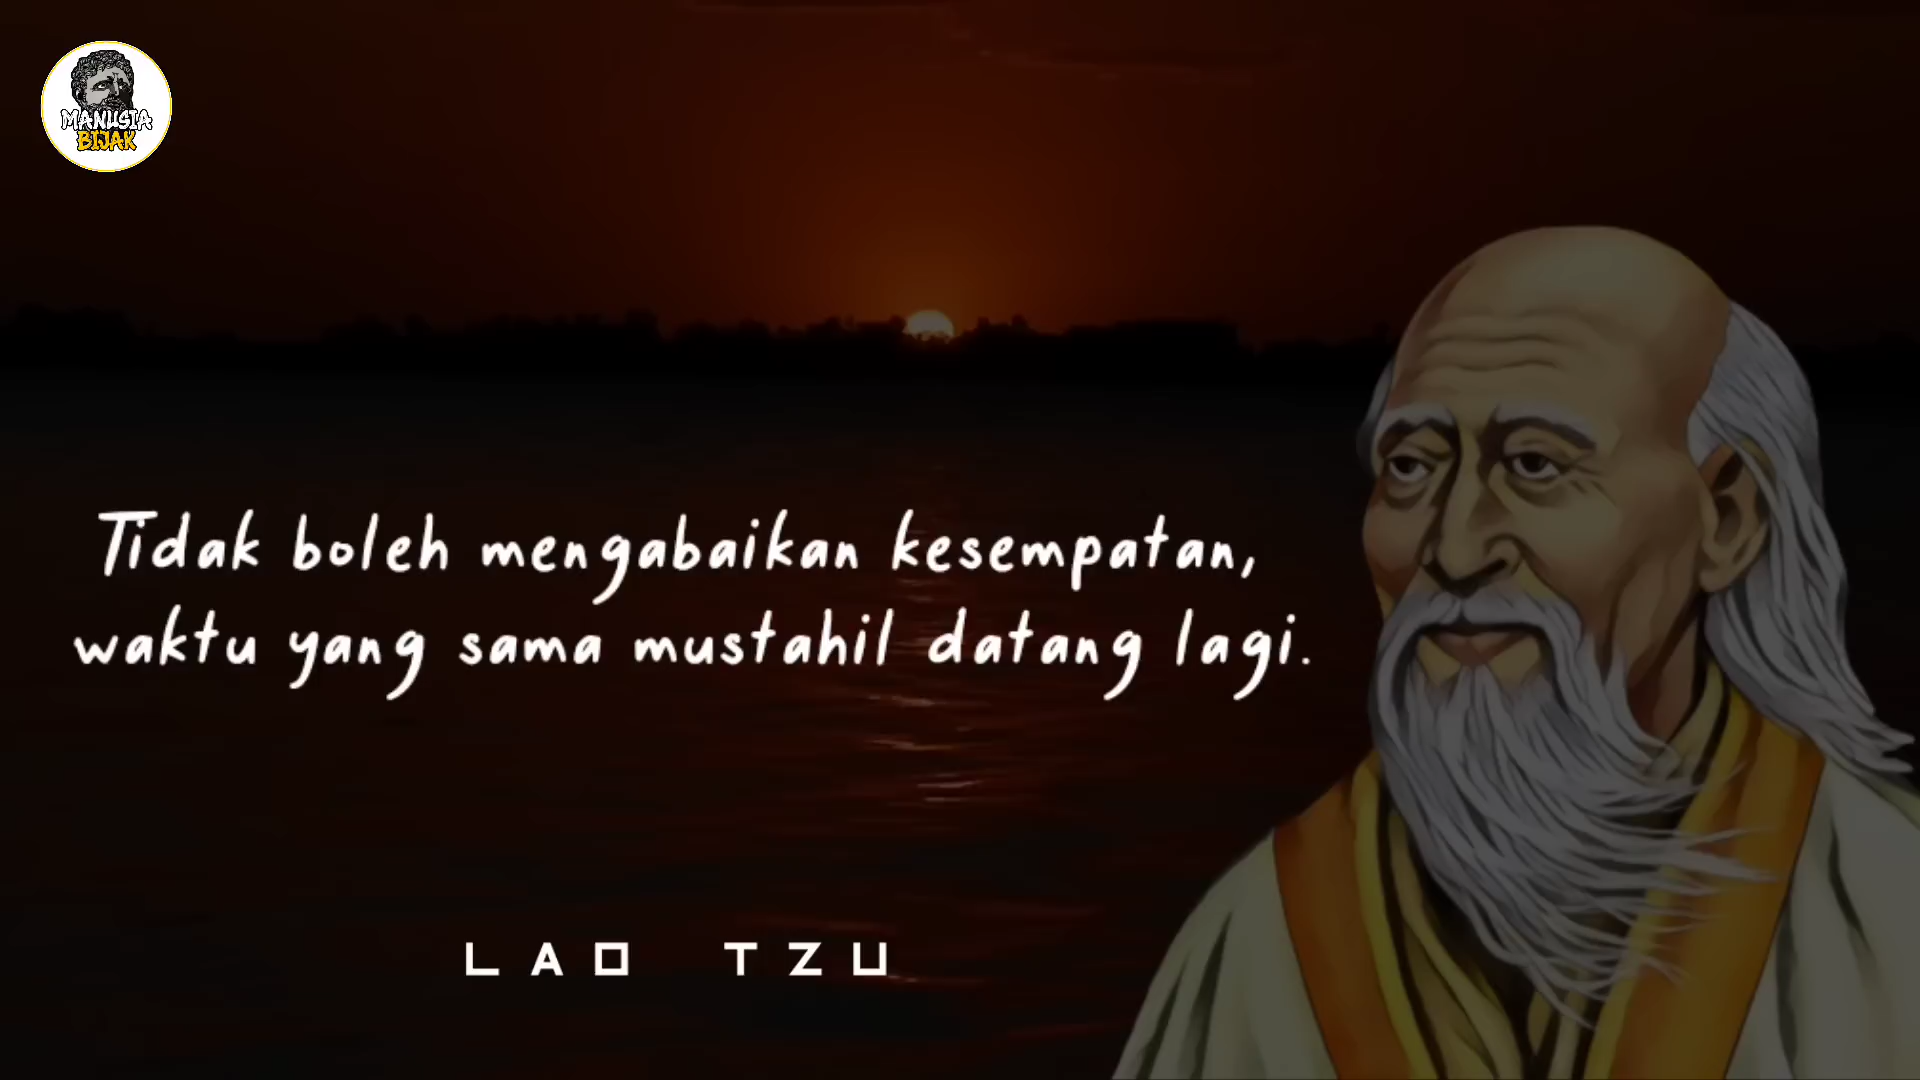 MANUSIA
BIJAK
Tidak boleh mengabaikan kesempatan,
waktu yang sama mustahil datang lagi.
LAO TZU